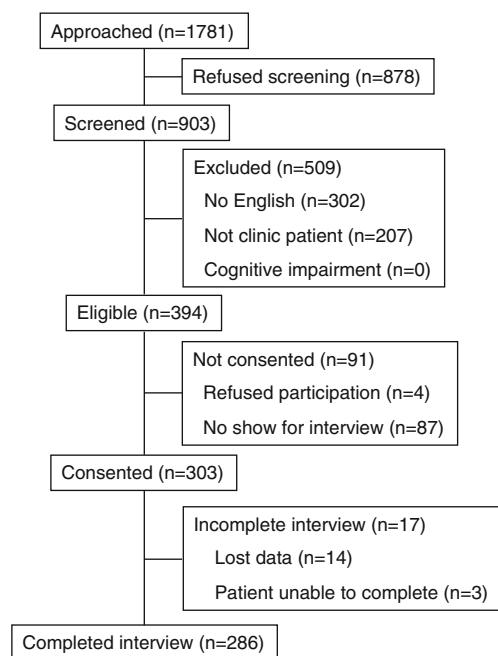 Approached (n=1781)
Refused screening (n=878)
Screened (n=903)
Excluded (n=509)
No English (n=302)
Not clinic patient (n=207)
Cognitive impairment (n=0)
Eligible (n=394)
Not consented (n=91)
Refused participation (n=4)
No show for interview (n=87)
Consented (n=303)
Incomplete interview (n=17)
Lost data (n=14)
Patient unable to complete (n=3)
Completed interview (n=286)